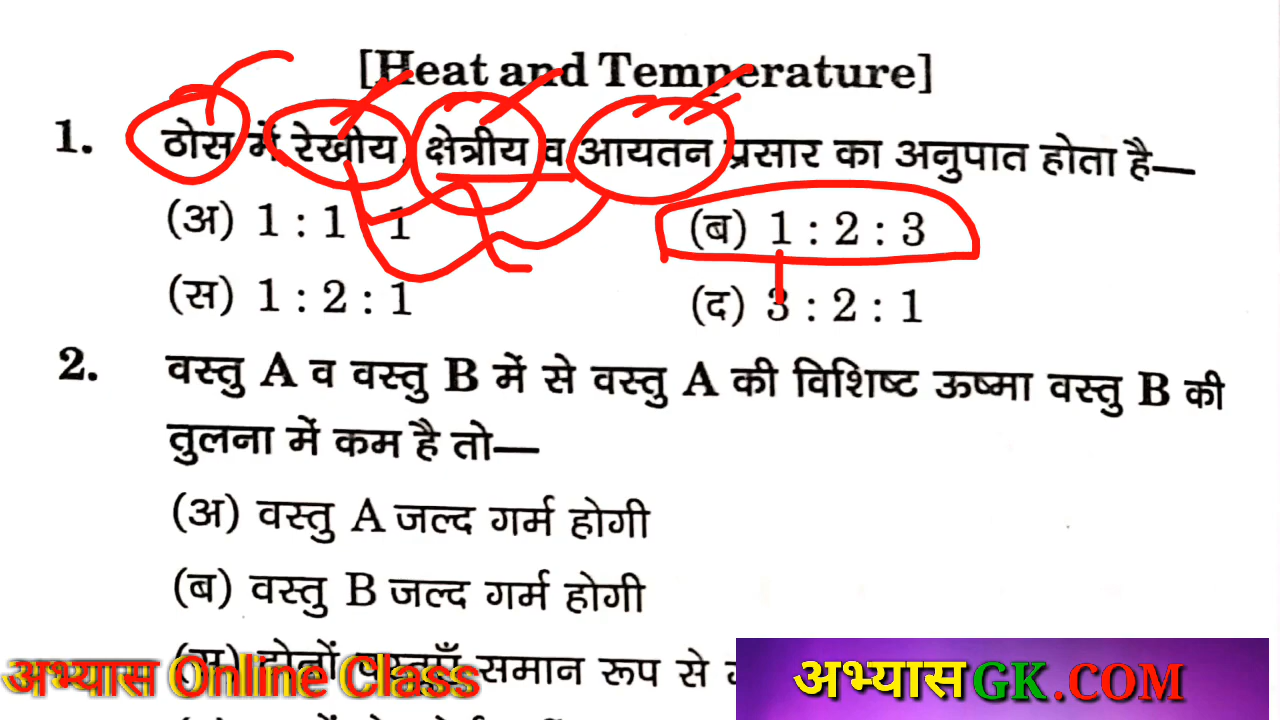 [Heat and Temperature]
1. ठोस में रेखीय, क्षेत्रीय व आयतन प्रसार का अनुपात होता है—
(अ) 1 : 1 1 (ब) 1 : 2 : 3
(स) 1 : 2 : 1 (द) 3 : 2 : 1
2. वस्तु A व वस्तु B में से वस्तु A की विशिष्ट ऊष्मा वस्तु B की
तुलना में कम है तो—
(अ) वस्तु A जल्द गर्म होगी
(ब) वस्तु B जल्द गर्म होगी
(स) दोनों वस्तुएँ समान रूप से
अभ्यास Online Class
अभ्यास GK.COM